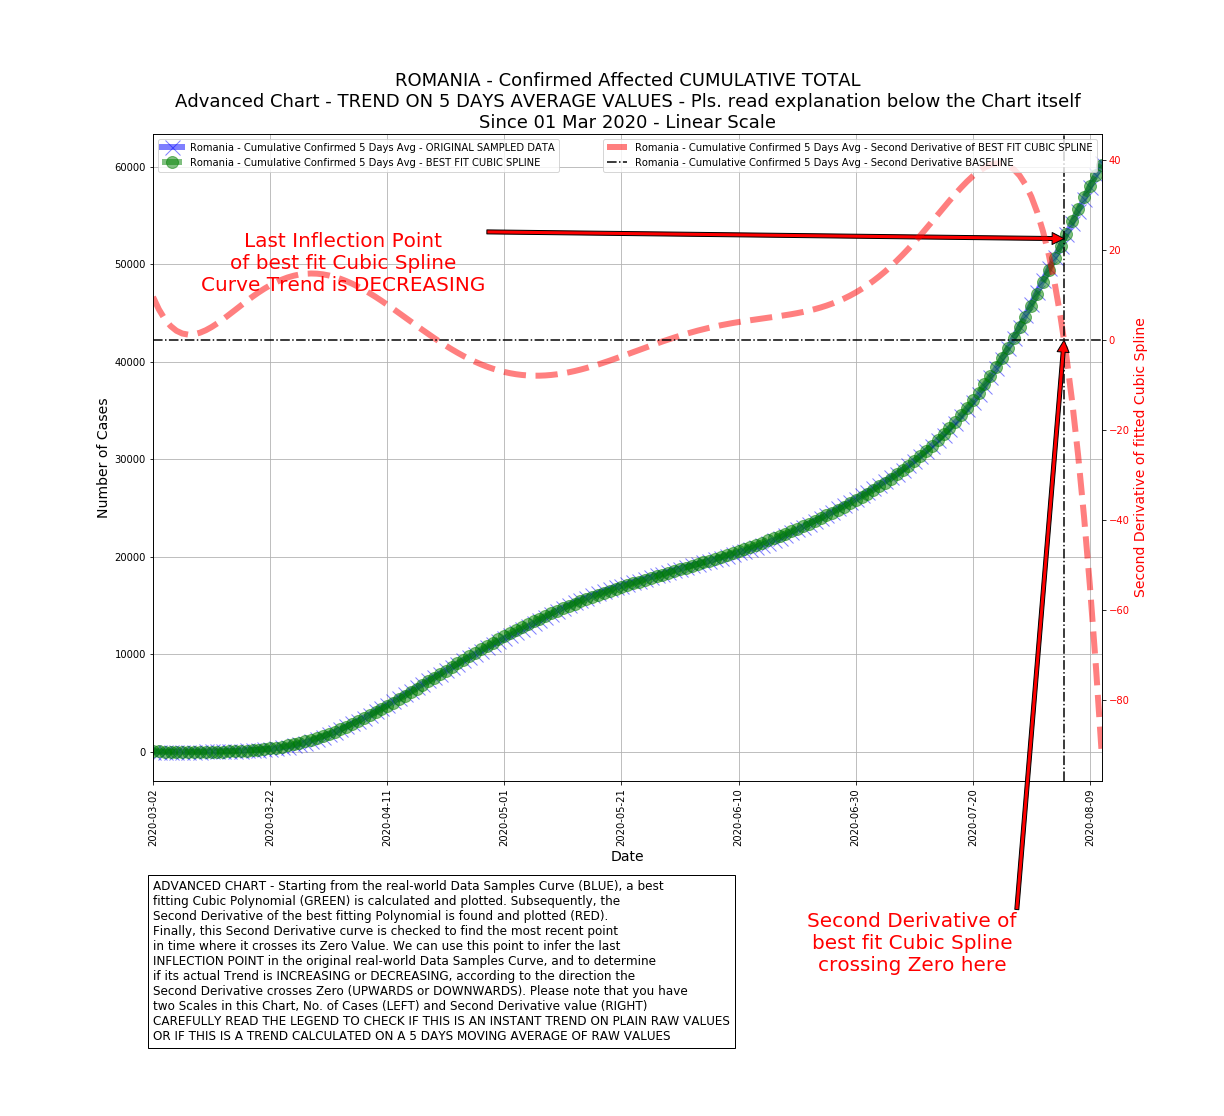 ROMANIA - Confirmed Affected CUMULATIVE TOTAL
Advanced Chart - TREND ON 5 DAYS AVERAGE VALUES - Pls. read explanation below the Chart itself
Since 01 Mar 2020 - Linear Scale
Romania - Cumulative Confirmed 5 Days Avg - ORIGINAL SAMPLED DATA
Romania - Cumulative Confirmed 5 Days Avg - BEST FIT CUBIC SPLINE
Romania - Cumulative Confirmed 5 Days Avg - Second Derivative of BEST FIT CUBIC SPLINE
Romania - Cumulative Confirmed 5 Days Avg - Second Derivative BASELINE
Last Inflection Point
of best fit Cubic Spline
Curve Trend is DECREASING
Number of Cases
60000
50000
40000
30000
20000
10000
0
40
20
0
−20
−40
−60
−80
Second Derivative of fitted Cubic Spline
2020-03-02
2020-03-22
2020-04-11
2020-05-01
2020-05-21
2020-06-10
2020-06-30
2020-07-20
2020-08-09
Date
ADVANCED CHART - Starting from the real-world Data Samples Curve (BLUE), a best
fitting Cubic Polynomial (GREEN) is calculated and plotted. Subsequently, the
Second Derivative of the best fitting Polynomial is found and plotted (RED).
Finally, this Second Derivative curve is checked to find the most recent point
in time where it crosses its Zero Value. We can use this point to infer the last
INFLECTION POINT in the original real-world Data Samples Curve, and to determine
if its actual Trend is INCREASING or DECREASING, according to the direction the
Second Derivative crosses Zero (UPWARDS or DOWNWARDS). Please note that you have
two Scales in this Chart, No. of Cases (LEFT) and Second Derivative value (RIGHT)
CAREFULLY READ THE LEGEND TO CHECK IF THIS IS AN INSTANT TREND ON PLAIN RAW VALUES
OR IF THIS IS A TREND CALCULATED ON A 5 DAYS MOVING AVERAGE OF RAW VALUES
Second Derivative of
best fit Cubic Spline
crossing Zero here